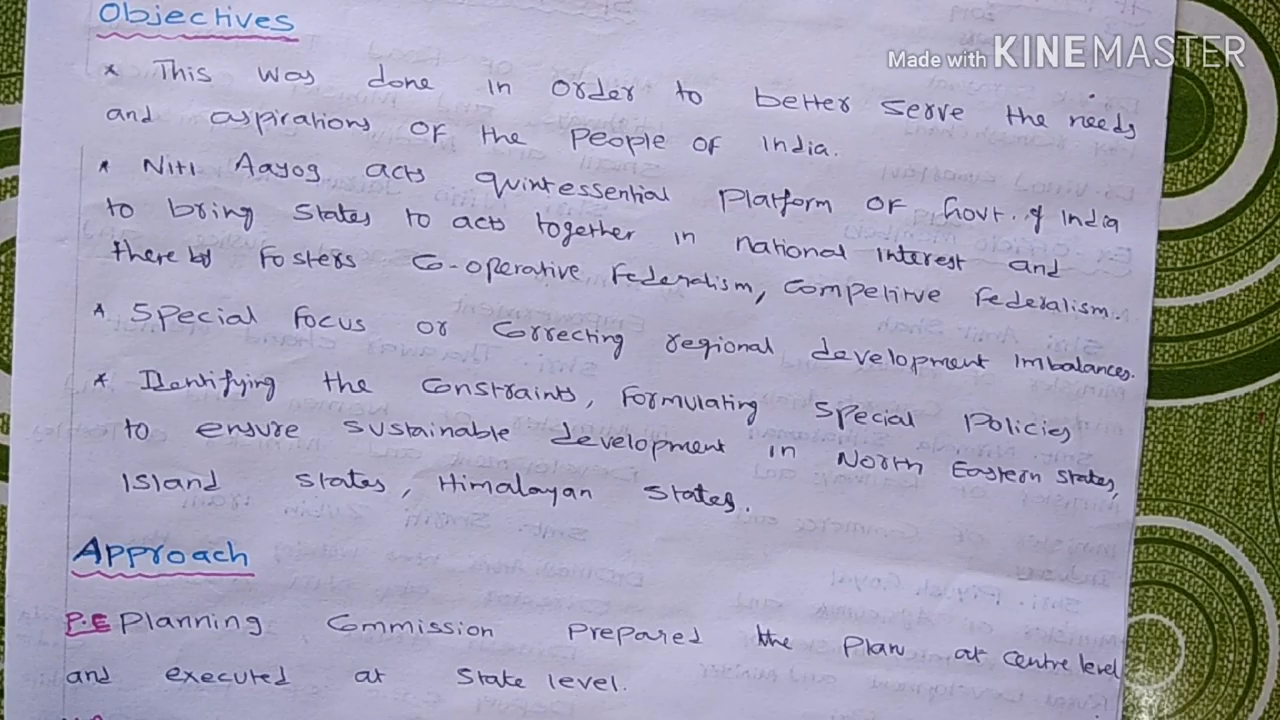 Objectives
Made with KINEMASTER
* This was done in order to better serve the needs
and aspirations of the people of India.
* Niti Aayog acts quintessential Platform of Govt. of India
to bring states to acts together in national interest and
thereby fosters Co-operative Federalism, Competitive Federalism.
* Special focus or Correcting regional development imbalances.
* Identifying the Constraints, Formulating special Policies
to ensure sustainable development in North Eastern states,
Island states, Himalayan states.
Approach
P.E Planning Commission prepared the plan at centre level
and executed at state level.